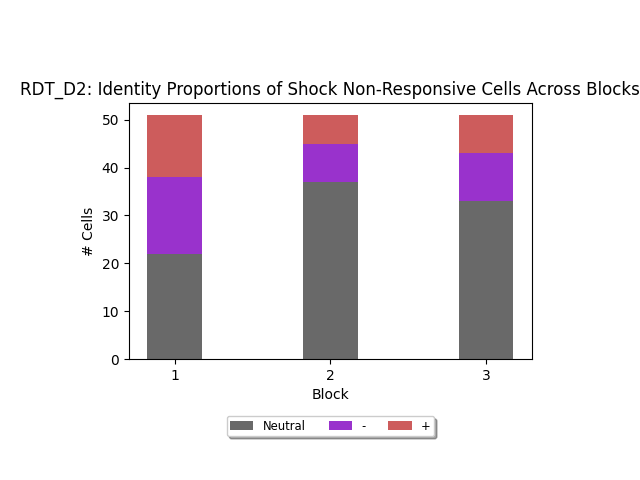 RDT_D2: Identity Proportions of Shock Non-Responsive Cells Across Blocks
50
40
30
20
10
0
# Cells
1 2 3
Block
Neutral - +